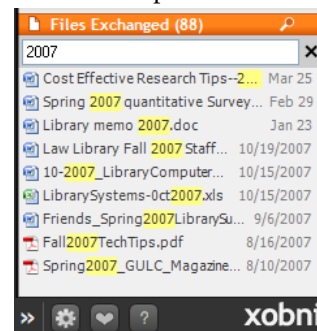 Files Exchanged (88)
2007
Cost Effective Research Tips--2... Mar 25
Spring 2007 quantitative Survey... Feb 29
Library memo 2007.doc Jan 23
Law Library Fall 2007 Staff... 10/19/2007
10-2007_LibraryComputer... 10/15/2007
LibrarySystems-Oct2007.xls 10/15/2007
Friends_Spring2007LibrarySu... 9/6/2007
Fall2007TechTips.pdf 8/16/2007
Spring2007_GULC_Magazine... 8/10/2007
» ? xobni